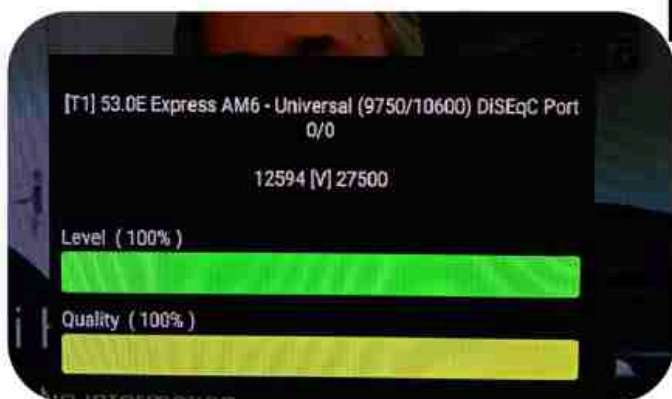 [T1] 53.0E Express AM6 - Universal (9750/10600) DiSEqC Port
0/0
12594 [V] 27500
Level ( 100% )
Quality ( 100% )